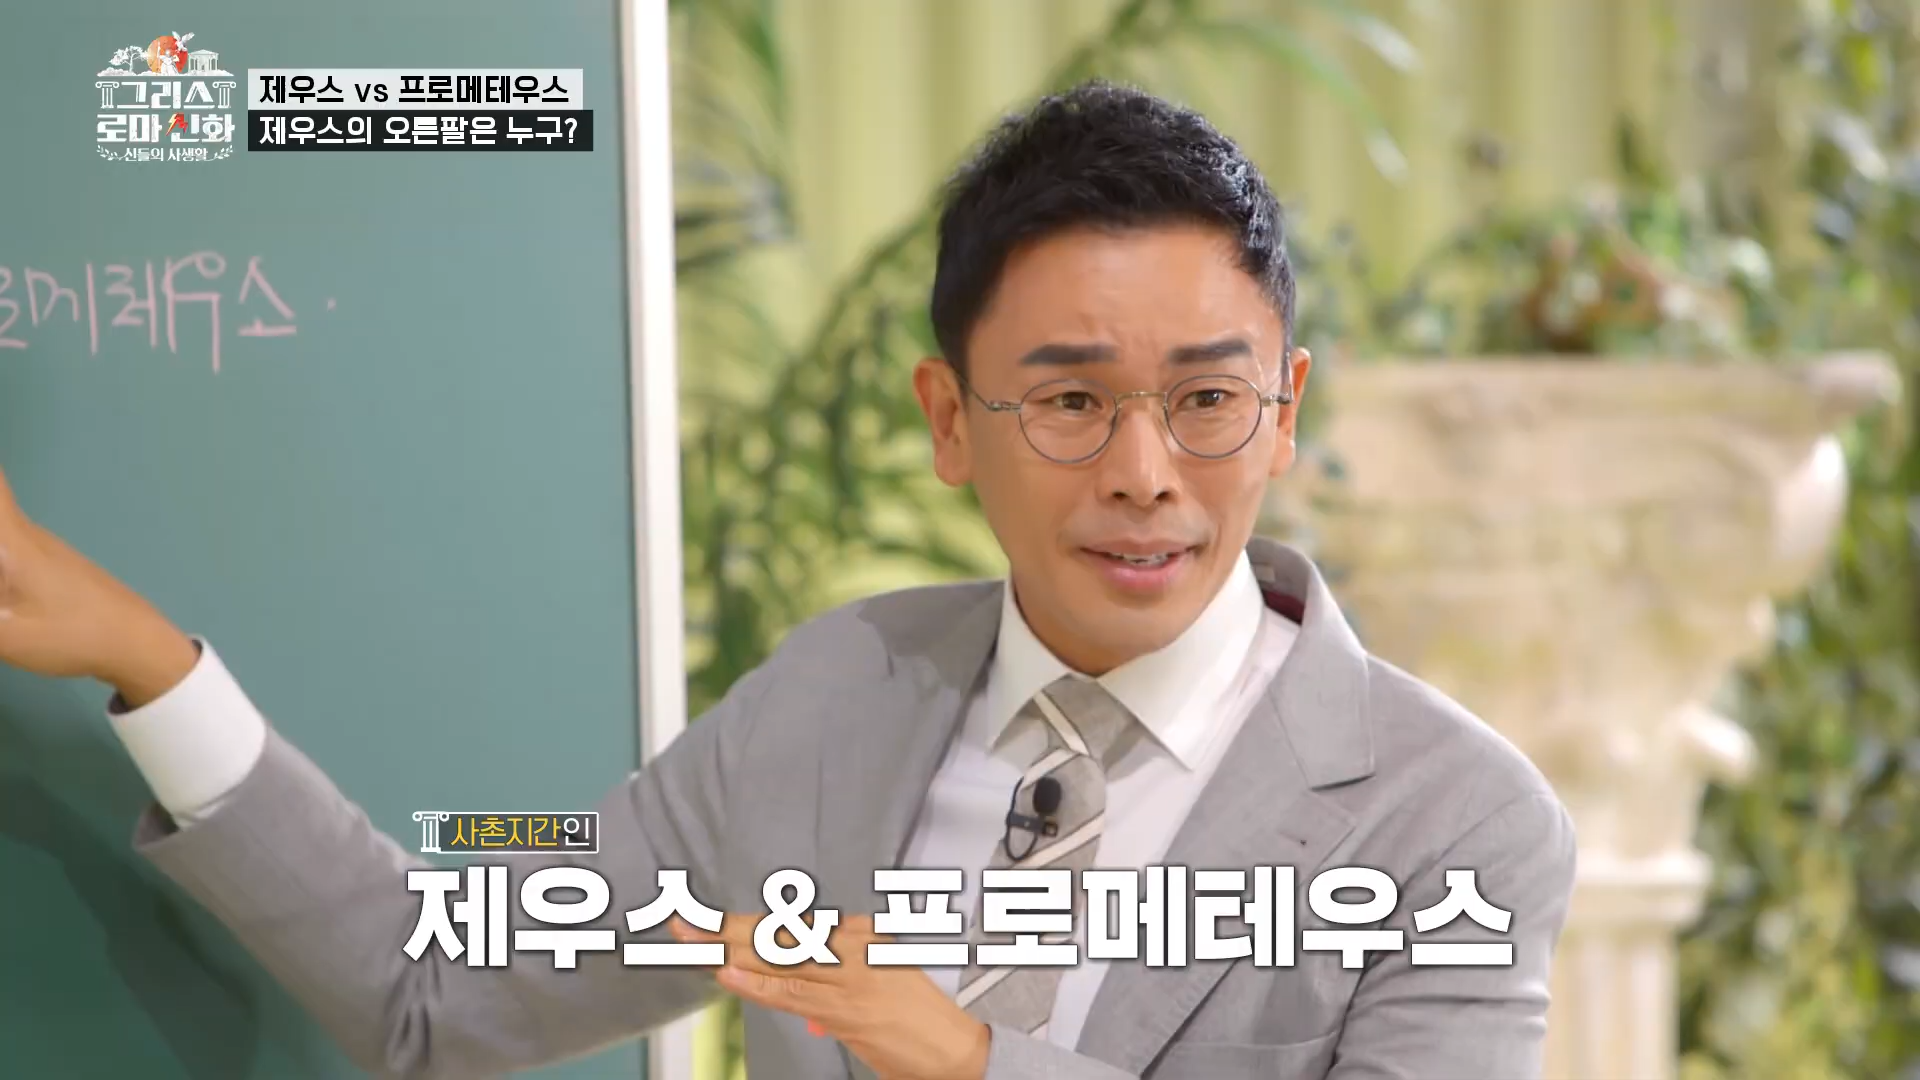 그리스
로마 신화
신들의 사생활
제우스 vs 프로메테우스
제우스의 오른팔은 누구?
사촌지간인
제우스 & 프로메테우스